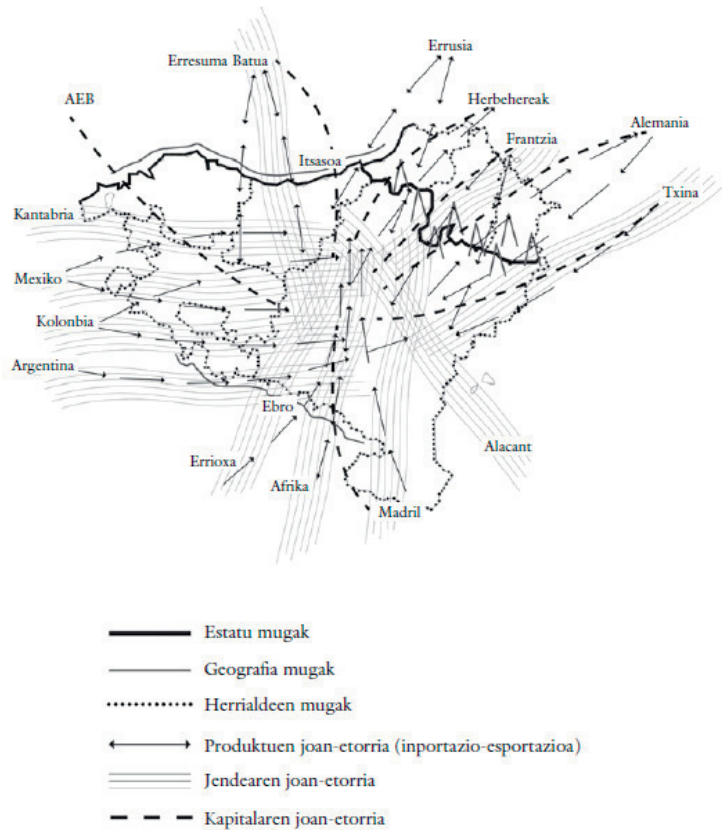 Errusia
Erresuma Batua
AEB
Herbehereak
Alemania
Frantzia
Itsasoa
Txina
Kantabria
Mexiko
Kolonbia
Argentina
Ebro
Alacant
Errioxa
Afrika
Madril
Estatu mugak
Geografia mugak
Herrialdeen mugak
Produktuen joan-etorria (inportazio-esportazioa)
Jendearen joan-etorria
Kapitalaren joan-etorria